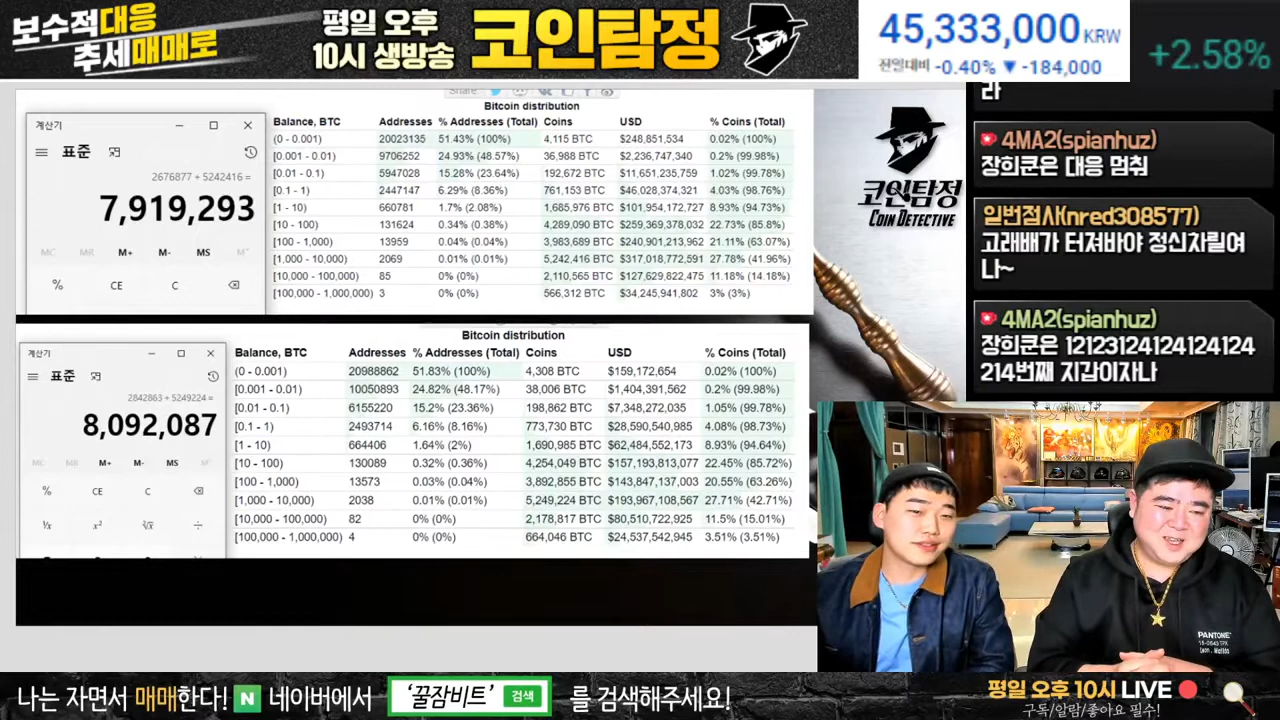 보수적대응
추세매매로
평일 오후
10시 생방송
코인탐정
45,333,000 KRW
전일대비 -0.40% ▼ -184,000
+2.58%
Share:
Bitcoin distribution
계산기
표준
2676877 + 5242416 =
7,919,293
MC MR M+ M- MS M˅
% CE C
Balance, BTC Addresses % Addresses (Total) Coins USD % Coins (Total)
(0 - 0.001) 20023135 51.43% (100%) 4,115 BTC $248,851,534 0.02% (100%)
[0.001 - 0.01) 9706252 24.93% (48.57%) 36,988 BTC $2,236,747,340 0.2% (99.98%)
[0.01 - 0.1) 5947028 15.28% (23.64%) 192,672 BTC $11,651,235,759 1.02% (99.78%)
[0.1 - 1) 2447147 6.29% (8.36%) 761,153 BTC $46,028,374,321 4.03% (98.76%)
[1 - 10) 660781 1.7% (2.08%) 1,685,976 BTC $101,954,172,727 8.93% (94.73%)
[10 - 100) 131624 0.34% (0.38%) 4,289,090 BTC $259,369,378,032 22.73% (85.8%)
[100 - 1,000) 13959 0.04% (0.04%) 3,983,689 BTC $240,901,213,962 21.11% (63.07%)
[1,000 - 10,000) 2069 0.01% (0.01%) 5,242,416 BTC $317,018,772,591 27.78% (41.96%)
[10,000 - 100,000) 85 0% (0%) 2,110,565 BTC $127,629,822,475 11.18% (14.18%)
[100,000 - 1,000,000) 3 0% (0%) 566,312 BTC $34,245,941,802 3% (3%)
Bitcoin distribution
계산기
표준
2842863 + 5249224 =
8,092,087
MC MR M+ M- MS M˅
% CE C
¹/x x² ²√x ÷
Balance, BTC Addresses % Addresses (Total) Coins USD % Coins (Total)
(0 - 0.001) 20988862 51.83% (100%) 4,308 BTC $159,172,654 0.02% (100%)
[0.001 - 0.01) 10050893 24.82% (48.17%) 38,006 BTC $1,404,391,562 0.2% (99.98%)
[0.01 - 0.1) 6155220 15.2% (23.36%) 198,862 BTC $7,348,272,035 1.05% (99.78%)
[0.1 - 1) 2493714 6.16% (8.16%) 773,730 BTC $28,590,540,985 4.08% (98.73%)
[1 - 10) 664406 1.64% (2%) 1,690,985 BTC $62,484,552,173 8.93% (94.64%)
[10 - 100) 130088 0.32% (0.36%) 4,254,049 BTC $157,193,813,077 22.45% (85.72%)
[100 - 1,000) 13573 0.03% (0.04%) 3,892,855 BTC $143,847,137,003 20.55% (63.26%)
[1,000 - 10,000) 2038 0.01% (0.01%) 5,249,224 BTC $193,967,108,567 27.71% (42.71%)
[10,000 - 100,000) 82 0% (0%) 2,178,817 BTC $80,510,722,925 11.5% (15.01%)
[100,000 - 1,000,000) 4 0% (0%) 664,046 BTC $24,537,542,945 3.51% (3.51%)
코인탐정
COIN DETECTIVE
라
4MA2(spianhuz)
장희쿤은 대응 멈춰
일번점사(nred308577)
고래배가 터져바야 정신차릴여
나~
4MA2(spianhuz)
장희쿤은 12123124124124124
214번째 지갑이자나
PANTONE
나는 자면서 매매한다! N 네이버에서 '꿀잠비트' 검색 를 검색해주세요!
평일 오후 10시 LIVE
구독/알람/좋아요 필수!